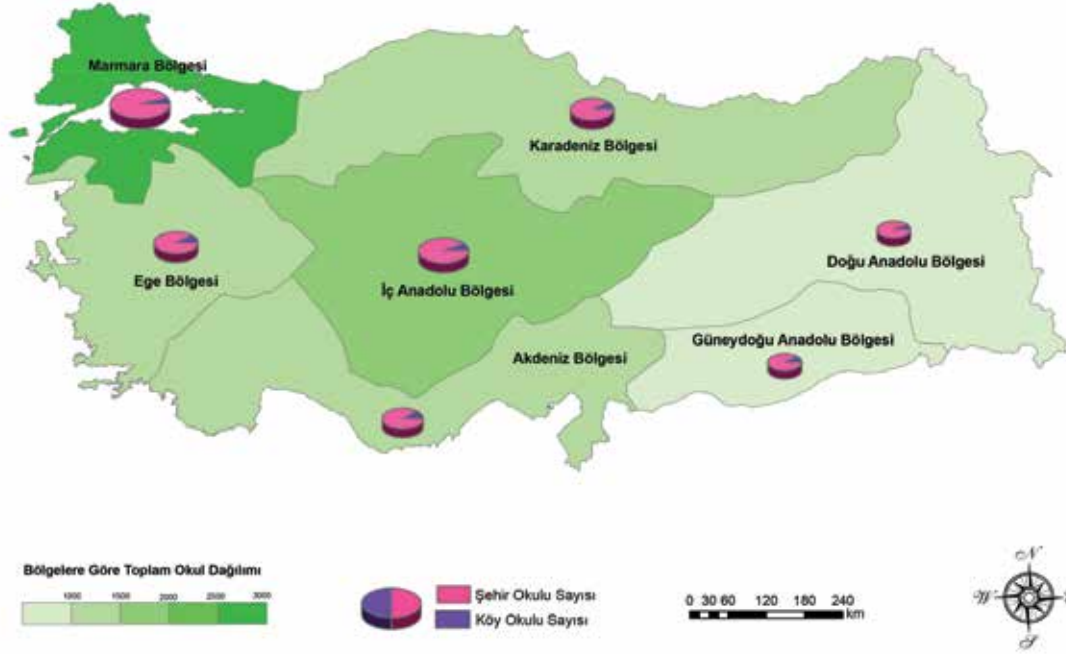 Marmara Bölgesi
Karadeniz Bölgesi
Ege Bölgesi
İç Anadolu Bölgesi
Doğu Anadolu Bölgesi
Akdeniz Bölgesi
Güneydoğu Anadolu Bölgesi
Bölgelere Göre Toplam Okul Dağılımı
1000 1500 2000 2500 3000
Şehir Okulu Sayısı
Köy Okulu Sayısı
0 30 60 120 180 240
km
N
W
S